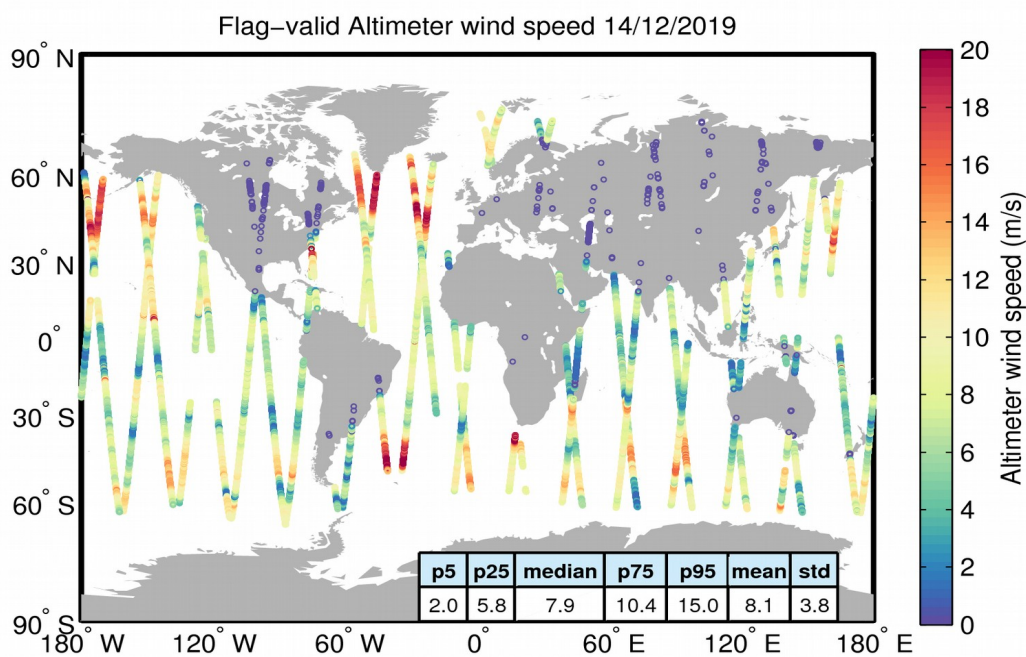 Flag−valid Altimeter wind speed 14/12/2019
90° N
60° N
30° N
0°
30° S
60° S
90° S
180° W
120° W
60° W
0°
60° E
120° E
180° E
p5 p25 median p75 p95 mean std
2.0 5.8 7.9 10.4 15.0 8.1 3.8
20
18
16
14
12
10
8
6
4
2
0
Altimeter wind speed (m/s)